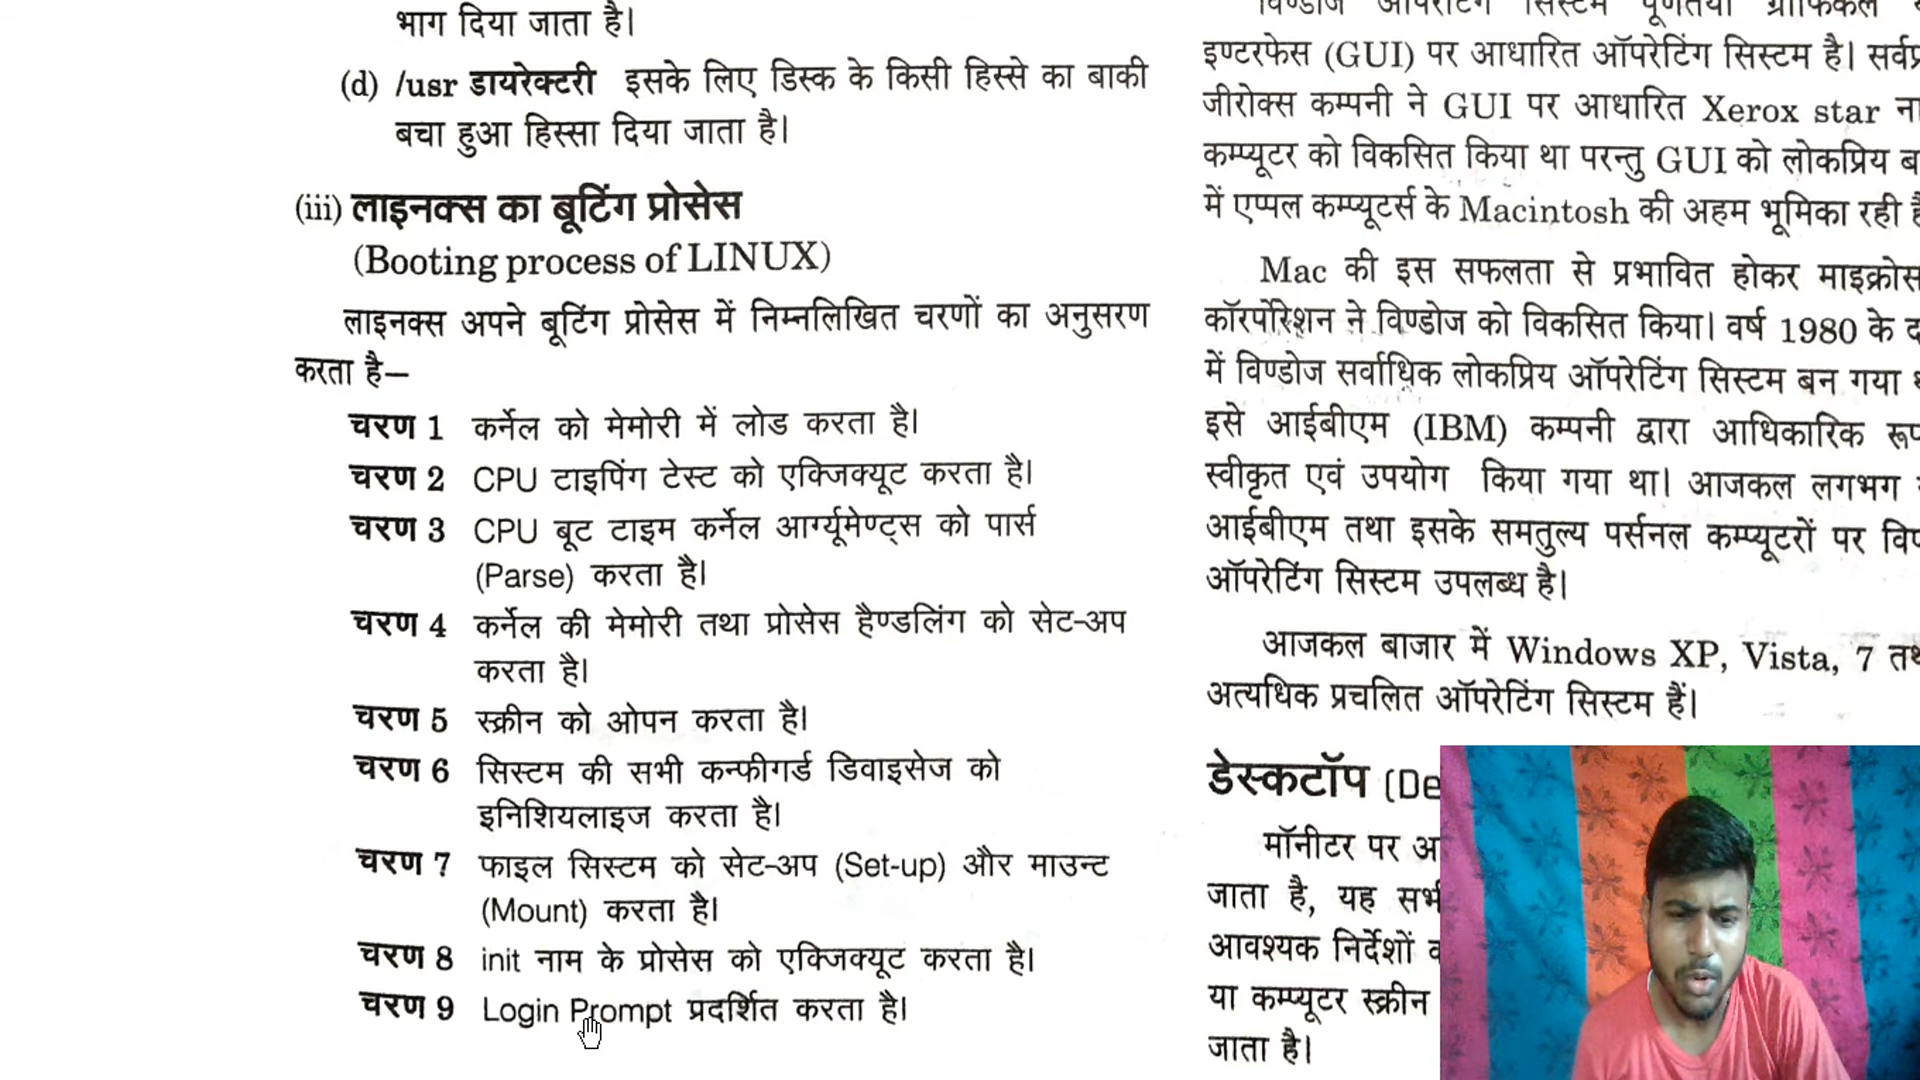 भाग दिया जाता है।
(d) /usr डायरेक्टरी इसके लिए डिस्क के किसी हिस्से का बाकी
बचा हुआ हिस्सा दिया जाता है।
(iii) लाइनक्स का बूटिंग प्रोसेस
(Booting process of LINUX)
लाइनक्स अपने बूटिंग प्रोसेस में निम्नलिखित चरणों का अनुसरण
करता है—
चरण 1 कर्नेल को मेमोरी में लोड करता है।
चरण 2 CPU टाइपिंग टेस्ट को एक्जिक्यूट करता है।
चरण 3 CPU बूट टाइम कर्नेल आर्ग्यूमेण्ट्स को पार्स
(Parse) करता है।
चरण 4 कर्नेल की मेमोरी तथा प्रोसेस हैण्डलिंग को सेट-अप
करता है।
चरण 5 स्क्रीन को ओपन करता है।
चरण 6 सिस्टम की सभी कन्फीगर्ड डिवाइसेज को
इनिशियलाइज करता है।
चरण 7 फाइल सिस्टम को सेट-अप (Set-up) और माउन्ट
(Mount) करता है।
चरण 8 init नाम के प्रोसेस को एक्जिक्यूट करता है।
चरण 9 Login Prompt प्रदर्शित करता है।
विण्डोज ऑपरेटिंग सिस्टम पूर्णतया ग्राफिकल
इण्टरफेस (GUI) पर आधारित ऑपरेटिंग सिस्टम है।
जीरोक्स कम्पनी ने GUI पर आधारित Xerox star
कम्प्यूटर को विकसित किया था परन्तु GUI को लोकप्रिय
में एप्पल कम्प्यूटर्स के Macintosh की अहम भूमिका रही
Mac की इस सफलता से प्रभावित होकर
कॉरपोरेशन ने विण्डोज को विकसित किया। वर्ष 1980 के
में विण्डोज सर्वाधिक लोकप्रिय ऑपरेटिंग सिस्टम बन गया
इसे आईबीएम (IBM) कम्पनी द्वारा आधिकारिक
स्वीकृत एवं उपयोग किया गया था। आजकल लगभग
आईबीएम तथा इसके समतुल्य पर्सनल कम्प्यूटरों पर
ऑपरेटिंग सिस्टम उपलब्ध है।
आजकल बाजार में Windows XP, Vista, 7
अत्यधिक प्रचलित ऑपरेटिंग सिस्टम हैं।
डेस्कटॉप (De
मॉनीटर पर
जाता है, यह सभी
आवश्यक निर्देशों
या कम्प्यूटर स्क्रीन
जाता है।